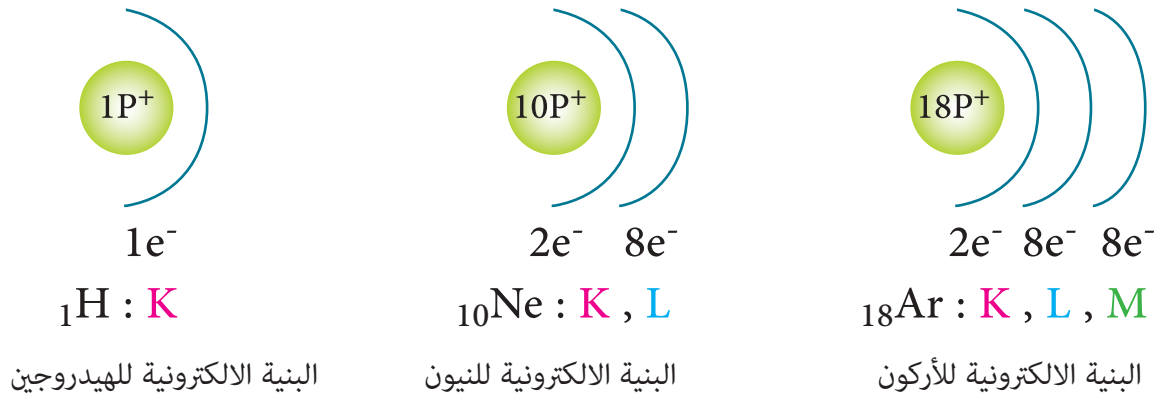 1P⁺ 10P⁺ 18P⁺
1e⁻ 2e⁻ 8e⁻ 2e⁻ 8e⁻ 8e⁻
₁H : K ₁₀Ne : K , L ₁₈Ar : K , L , M
البنية الالكترونية للهيدروجين البنية الالكترونية للنيون البنية الالكترونية للأركون